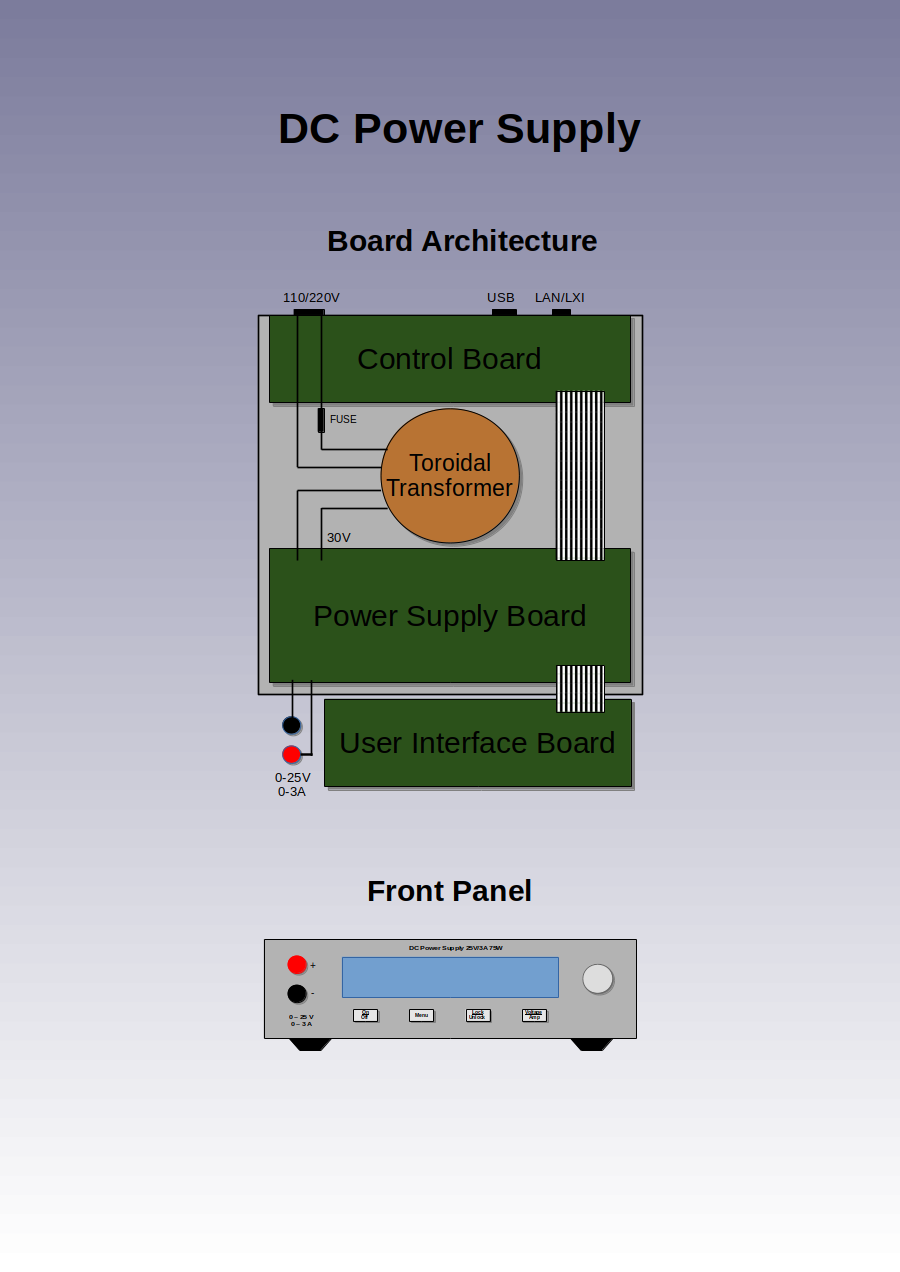 DC Power Supply
Board Architecture
110/220V USB LAN/LXI
Control Board
FUSE
Toroidal
Transformer
30V
Power Supply Board
User Interface Board
0-25V
0-3A
Front Panel
DC Power Supply 25V/3A 75W
+
-
0 – 25 V
0 – 3 A
On
Off
Menu
Lock
Unlock
Voltage
Amp